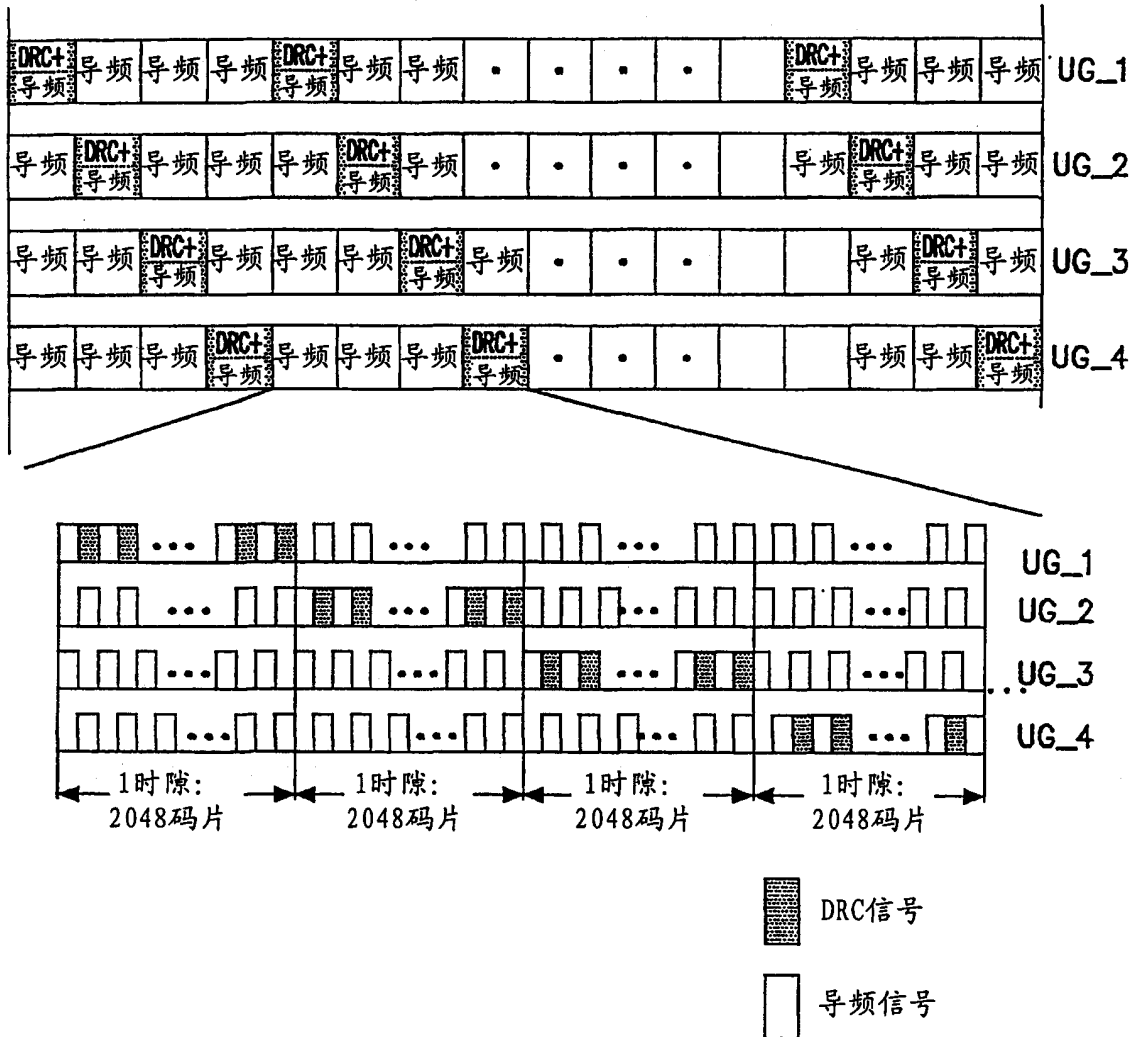 DRC+ 导频 导频 导频 DRC+ 导频 导频 DRC+ 导频 导频 导频 UG_1
导频 导频 导频
导频 DRC+ 导频 导频 导频 DRC+ 导频 导频 DRC+ 导频 导频 UG_2
导频 导频 导频
导频 导频 DRC+ 导频 导频 导频 DRC+ 导频 导频 DRC+ 导频 UG_3
导频 导频 导频
导频 导频 导频 DRC+ 导频 导频 导频 DRC+ 导频 导频 DRC+ UG_4
导频 导频 导频
UG_1
UG_2
UG_3
UG_4
1时隙: 1时隙: 1时隙: 1时隙:
2048码片 2048码片 2048码片 2048码片
DRC信号
导频信号